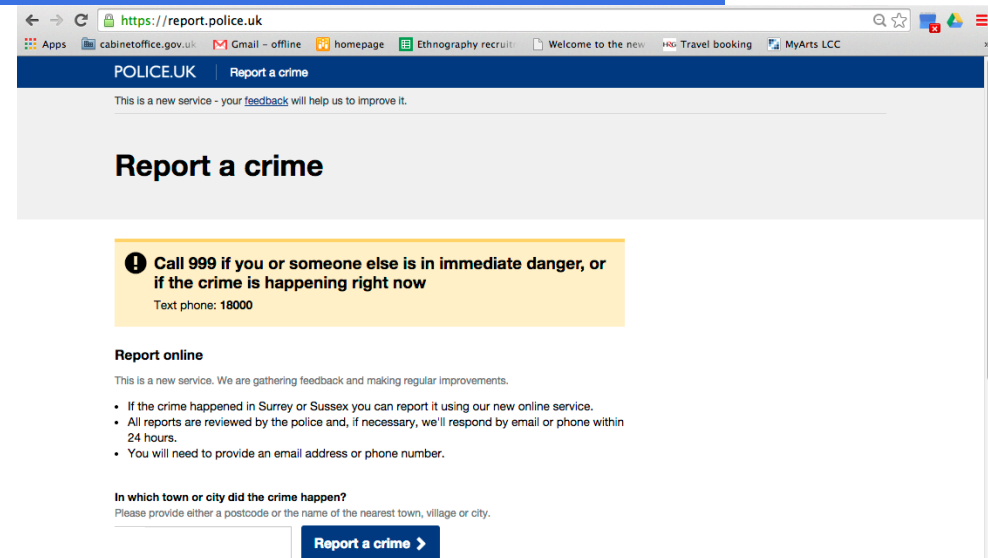 https://report.police.uk
Apps cabinetoffice.gov.uk Gmail – offline homepage Ethnography recruit Welcome to the new HRG Travel booking MyArts LCC
POLICE.UK Report a crime
This is a new service - your feedback will help us to improve it.
Report a crime
Call 999 if you or someone else is in immediate danger, or
if the crime is happening right now
Text phone: 18000
Report online
This is a new service. We are gathering feedback and making regular improvements.
• If the crime happened in Surrey or Sussex you can report it using our new online service.
• All reports are reviewed by the police and, if necessary, we'll respond by email or phone within
24 hours.
• You will need to provide an email address or phone number.
In which town or city did the crime happen?
Please provide either a postcode or the name of the nearest town, village or city.
Report a crime